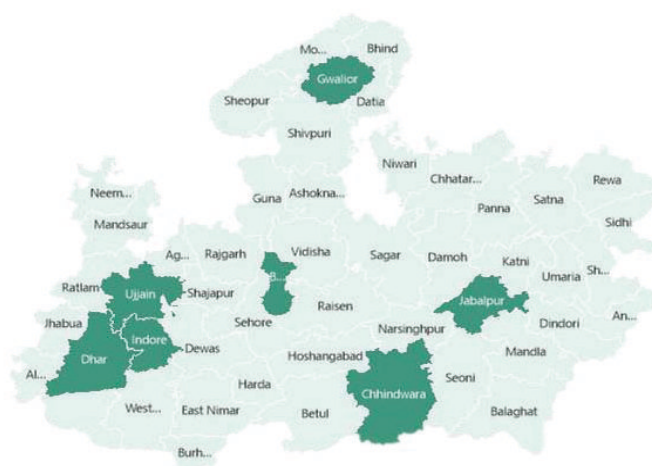 Mo...
Bhind
Gwalior
Sheopur
Datia
Shivpuri
Niwari
Neem...
Guna
Ashokna...
Chhatar...
Rewa
Panna
Satna
Mandsaur
Sidhi
Ag...
Rajgarh
Vidisha
Sagar
Damoh
Katni
B...
Umaria
Sh...
Ratlam
Ujjain
Shajapur
Raisen
Jabalpur
Jhabua
Sehore
Dindori
An...
Indore
Narsinghpur
Dhar
Dewas
Hoshangabad
Mandla
Al...
Harda
Chhindwara
Seoni
West...
East Nimar
Betul
Balaghat
Burh...